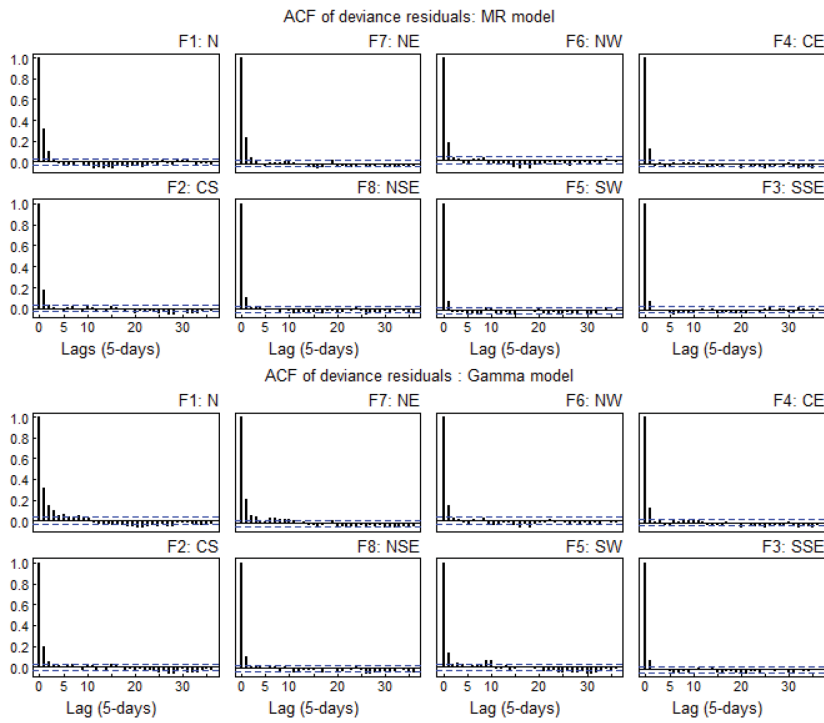 ACF of deviance residuals: MR model
F1: N F7: NE F6: NW F4: CE
1.0
0.8
0.6
0.4
0.2
0.0
F2: CS F8: NSE F5: SW F3: SSE
1.0
0.8
0.6
0.4
0.2
0.0
0 5 10 20 30 0 5 10 20 30 0 5 10 20 30 0 5 10 20 30
Lags (5-days) Lag (5-days) Lag (5-days) Lag (5-days)
ACF of deviance residuals : Gamma model
F1: N F7: NE F6: NW F4: CE
1.0
0.8
0.6
0.4
0.2
0.0
F2: CS F8: NSE F5: SW F3: SSE
1.0
0.8
0.6
0.4
0.2
0.0
0 5 10 20 30 0 5 10 20 30 0 5 10 20 30 0 5 10 20 30
Lag (5-days) Lag (5-days) Lag (5-days) Lag (5-days)